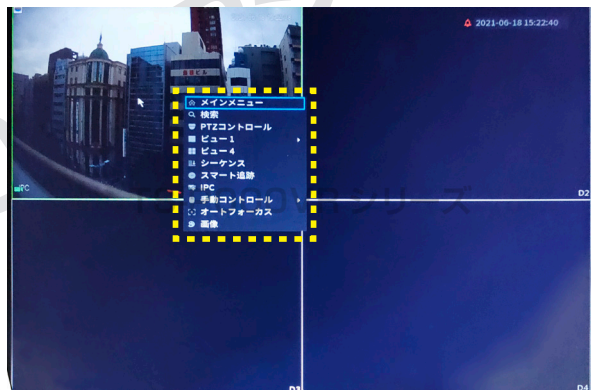 2021-06-18 15:22:40
メインメニュー
検索
PTZコントロール
ビュー1
ビュー4
シーケンス
スマート追跡
IPC
手動コントロール
オートフォーカス
画像
IPC
D2
D3
D4